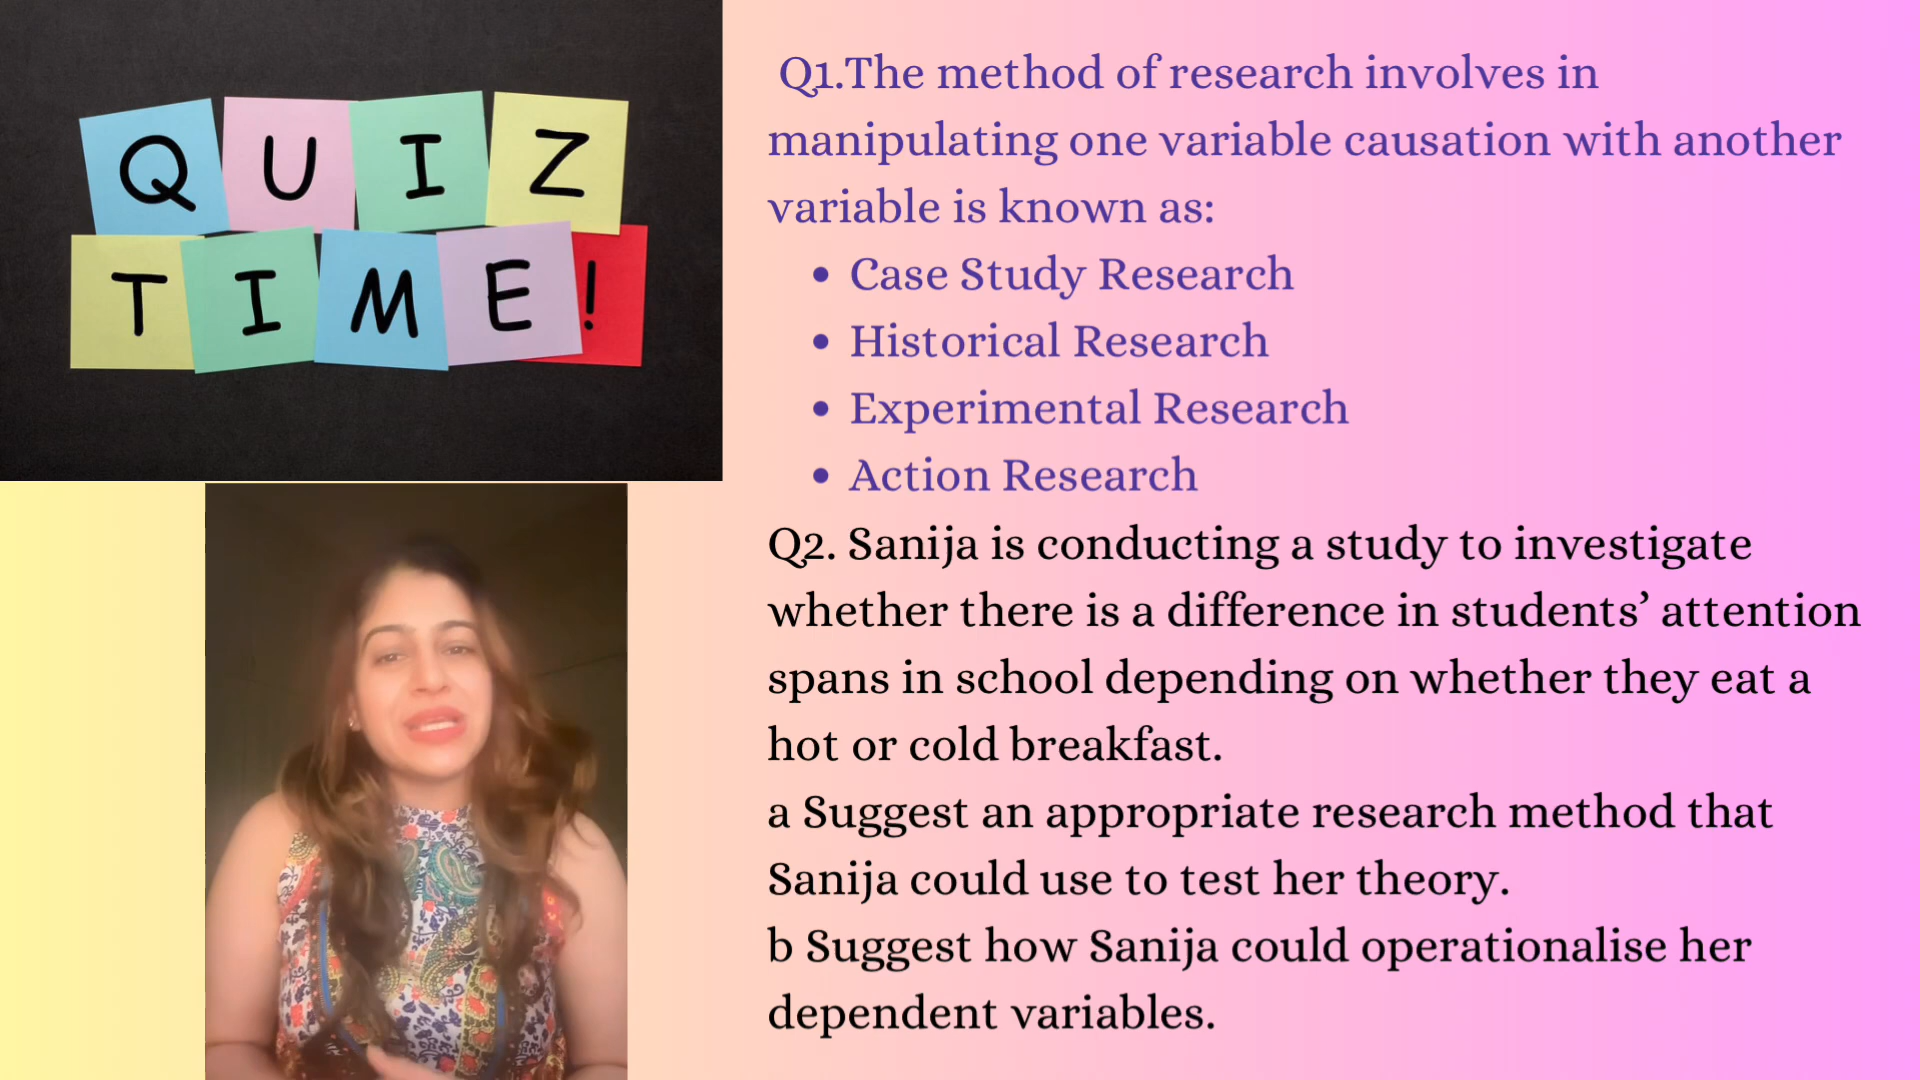 QUIZ
TIME!
Q1.The method of research involves in
manipulating one variable causation with another
variable is known as:
• Case Study Research
• Historical Research
• Experimental Research
• Action Research
Q2. Sanija is conducting a study to investigate
whether there is a difference in students’ attention
spans in school depending on whether they eat a
hot or cold breakfast.
a Suggest an appropriate research method that
Sanija could use to test her theory.
b Suggest how Sanija could operationalise her
dependent variables.